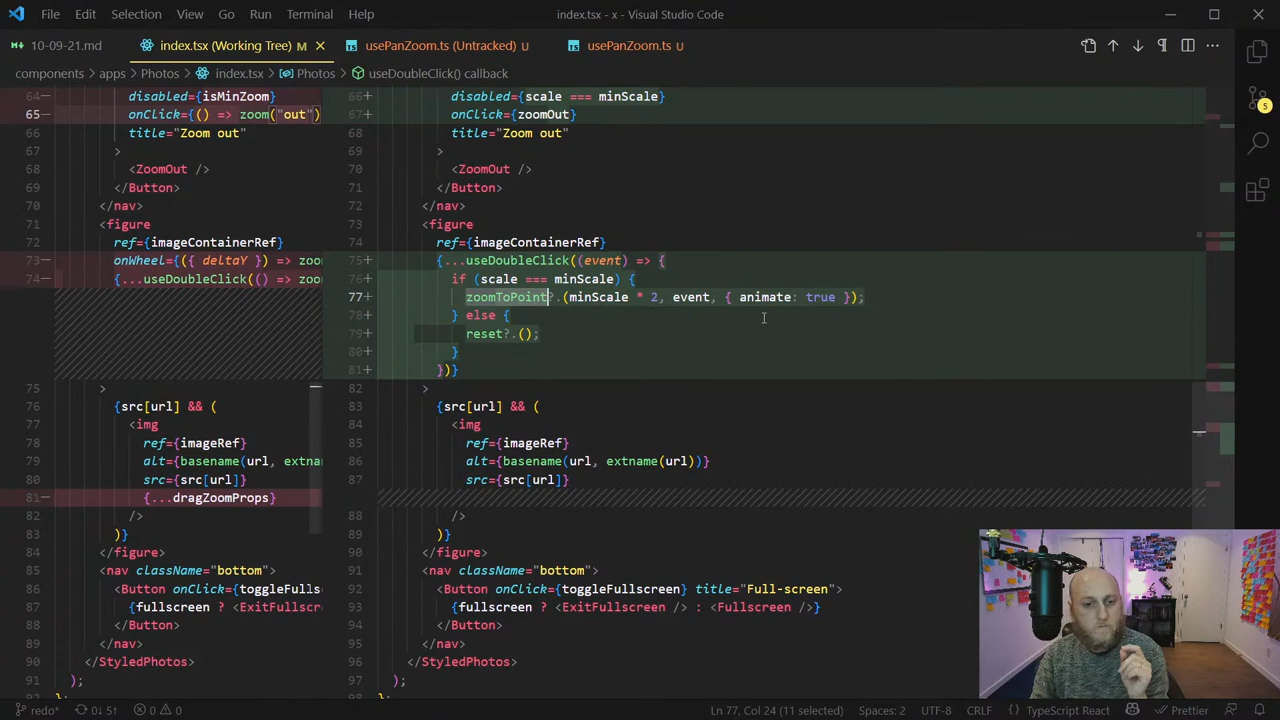 File Edit Selection View Go Run Terminal Help index.tsx - x - Visual Studio Code
10-09-21.md index.tsx (Working Tree) M usePanZoom.ts (Untracked) U usePanZoom.ts U
components > apps > Photos > index.tsx > Photos > useDoubleClick() callback
64— disabled={isMinZoom}
65— onClick={() => zoom("out")
66 title="Zoom out"
67 >
68 <ZoomOut />
69 </Button>
70 </nav>
71 <figure
72 ref={imageContainerRef}
73— onWheel={({ deltaY }) => zoo
74— {...useDoubleClick(() => zoo
75 >
76 {src[url] && (
77 <img
78 ref={imageRef}
79 alt={basename(url, extna
80 src={src[url]}
81— {...dragZoomProps}
82 />
83 )}
84 </figure>
85 <nav className="bottom">
86 <Button onClick={toggleFulls
87 {fullscreen ? <ExitFullscr
88 </Button>
89 </nav>
90 </StyledPhotos>
91 );
92 };
66+ disabled={scale === minScale}
67+ onClick={zoomOut}
68 title="Zoom out"
69 >
70 <ZoomOut />
71 </Button>
72 </nav>
73 <figure
74 ref={imageContainerRef}
75+ {...useDoubleClick((event) => {
76+ if (scale === minScale) {
77+ zoomToPoint?.(minScale * 2, event, { animate: true });
78+ } else {
79+ reset?.();
80+ }
81+ })}
82 >
83 {src[url] && (
84 <img
85 ref={imageRef}
86 alt={basename(url, extname(url))}
87 src={src[url]}
88 />
89 )}
90 </figure>
91 <nav className="bottom">
92 <Button onClick={toggleFullscreen} title="Full-screen">
93 {fullscreen ? <ExitFullscreen /> : <Fullscreen />}
94 </Button>
95 </nav>
96 </StyledPhotos>
97 );
98 };
5
redo* 0↓ 5↑ 0 0 Ln 77, Col 24 (11 selected) Spaces: 2 UTF-8 CRLF {} TypeScript React Prettier